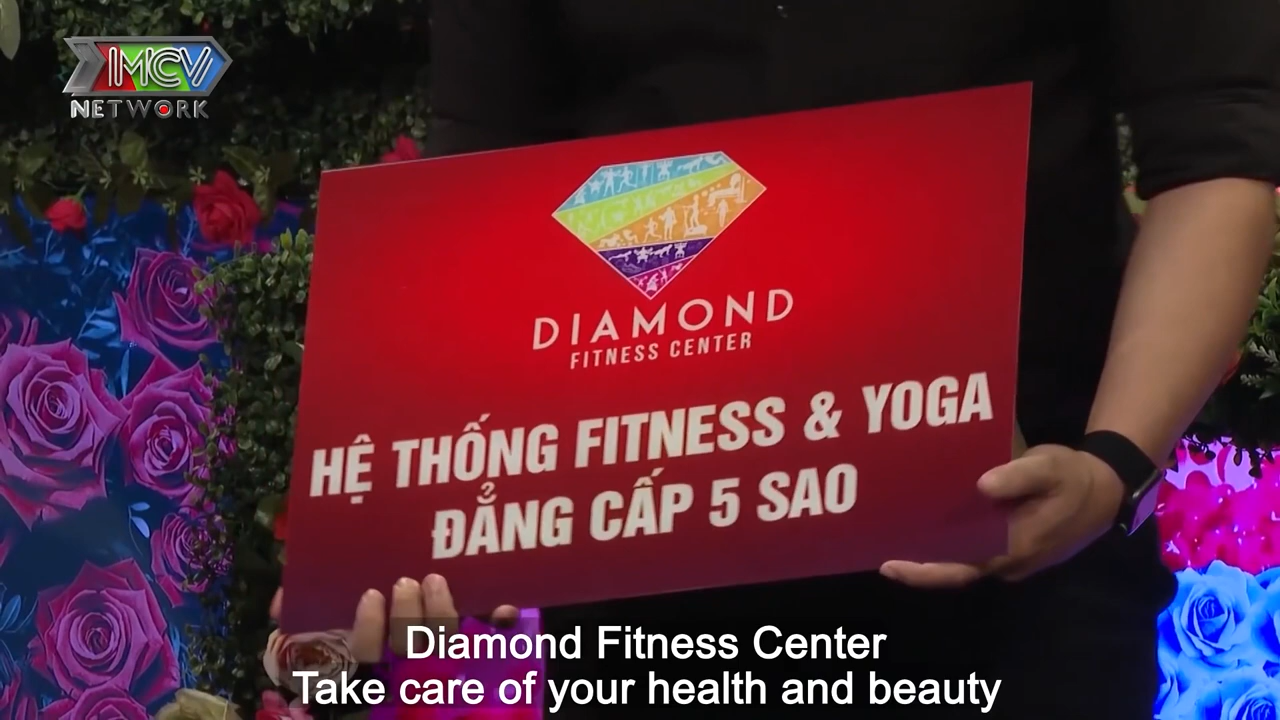 MCV
NETWORK
DIAMOND
FITNESS CENTER
HỆ THỐNG FITNESS & YOGA
ĐẲNG CẤP 5 SAO
Diamond Fitness Center
Take care of your health and beauty